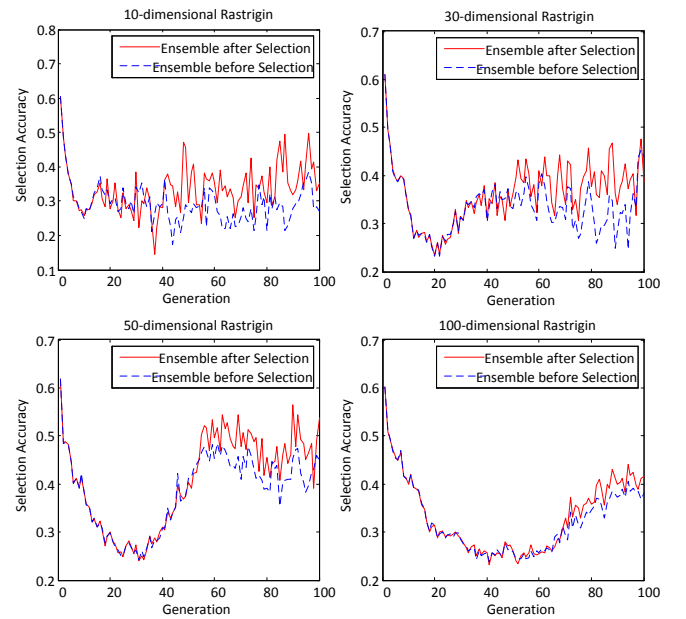 10-dimensional Rastrigin
0.8
0.7
0.6
0.5
0.4
0.3
0.2
0.1
Selection Accuracy
Ensemble after Selection
Ensemble before Selection
0 20 40 60 80 100
Generation
30-dimensional Rastrigin
0.7
0.6
0.5
0.4
0.3
0.2
Selection Accuracy
Ensemble after Selection
Ensemble before Selection
0 20 40 60 80 100
Generation
50-dimensional Rastrigin
0.7
0.6
0.5
0.4
0.3
0.2
Selection Accuracy
Ensemble after Selection
Ensemble before Selection
0 20 40 60 80 100
Generation
100-dimensional Rastrigin
0.7
0.6
0.5
0.4
0.3
0.2
Selection Accuracy
Ensemble after Selection
Ensemble before Selection
0 20 40 60 80 100
Generation